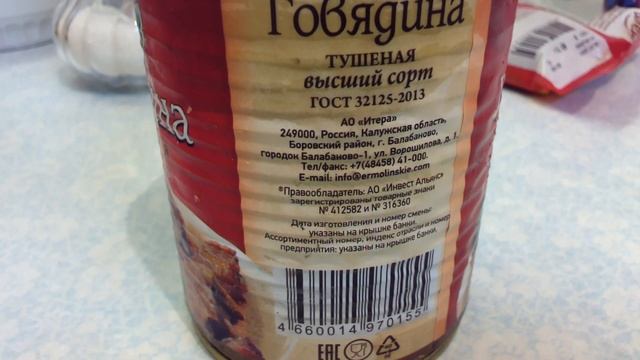 Говядина
ТУШЕНАЯ
высший сорт
ГОСТ 32125-2013
АО «Итера»
249000, Россия, Калужская область,
Боровский район, г. Балабаново,
городок Балабаново-1, ул. Ворошилова, д. 1.
Тел/факс: +7(48458) 41-000.
E-mail: info@ermolinskie.com
®Правообладатель: АО «Инвест Альянс»
зарегистрированы товарные знаки
№ 412582 и № 316360
Дата изготовления и номер смены:
указаны на крышке банки.
Ассортиментный номер, индекс отрасли и номер
предприятия: указаны на крышке банки.
4 660014 970155
EAC